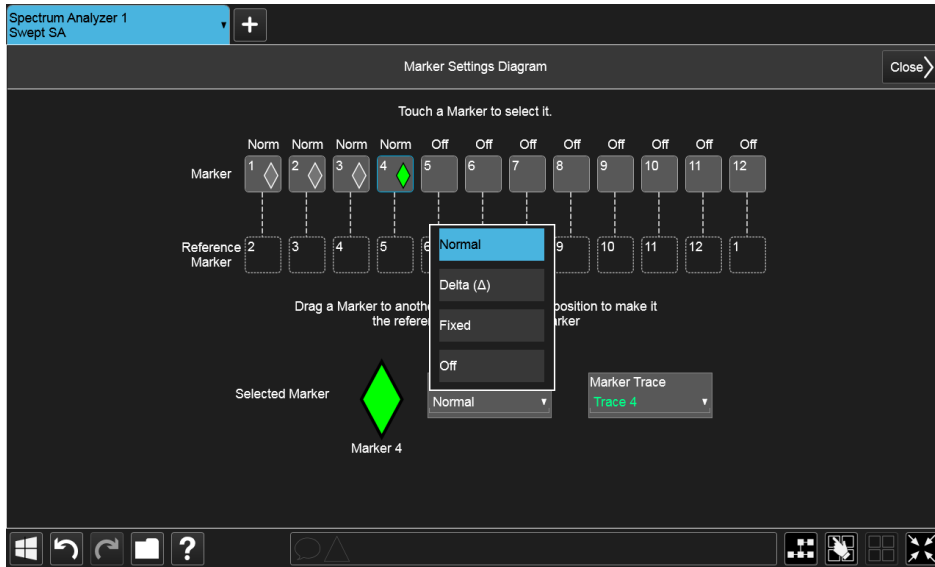 Spectrum Analyzer 1
Swept SA
Marker Settings Diagram
Close
Touch a Marker to select it.
Norm Norm Norm Norm Off Off Off Off Off Off Off Off
Marker 1 2 3 4 5 6 7 8 9 10 11 12
Reference Marker 2 3 4 5 6 9 10 11 12 1
Normal
Delta (Δ)
Fixed
Off
Drag a Marker to position to make it
the
Selected Marker
Normal
Marker Trace
Trace 4
Marker 4
?